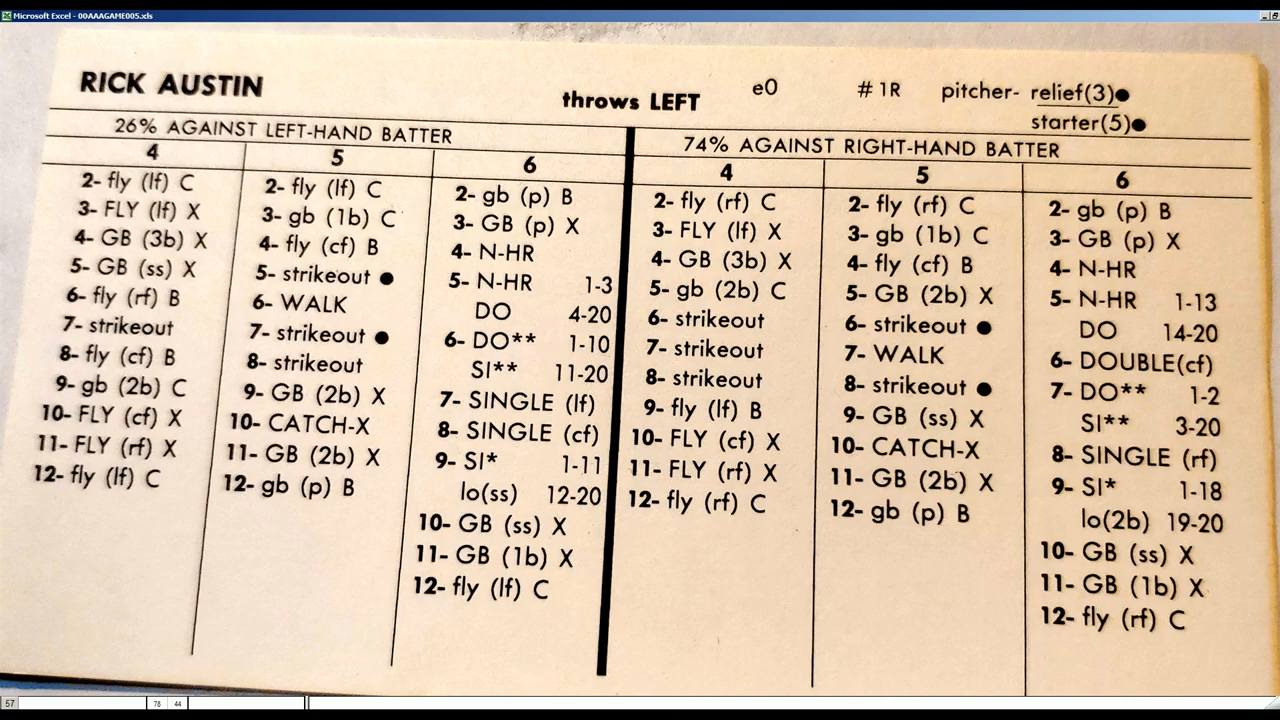 Microsoft Excel - 00AAAGAME005.xls
RICK AUSTIN
throws LEFT
e0
# 1R
pitcher- relief(3)●
starter(5)●
26% AGAINST LEFT-HAND BATTER
4
2- fly (lf) C
3- FLY (lf) X
4- GB (3b) X
5- GB (ss) X
6- fly (rf) B
7- strikeout
8- fly (cf) B
9- gb (2b) C
10- FLY (cf) X
11- FLY (rf) X
12- fly (lf) C
5
2- fly (lf) C
3- gb (1b) C
4- fly (cf) B
5- strikeout ●
6- WALK
7- strikeout ●
8- strikeout
9- GB (2b) X
10- CATCH-X
11- GB (2b) X
12- gb (p) B
6
2- gb (p) B
3- GB (p) X
4- N-HR
5- N-HR 1-3
DO 4-20
6- DO** 1-10
SI** 11-20
7- SINGLE (lf)
8- SINGLE (cf)
9- SI* 1-11
lo(ss) 12-20
10- GB (ss) X
11- GB (1b) X
12- fly (lf) C
74% AGAINST RIGHT-HAND BATTER
4
2- fly (rf) C
3- FLY (lf) X
4- GB (3b) X
5- gb (2b) C
6- strikeout
7- strikeout
8- strikeout
9- fly (lf) B
10- FLY (cf) X
11- FLY (rf) X
12- fly (rf) C
5
2- fly (rf) C
3- gb (1b) C
4- fly (cf) B
5- GB (2b) X
6- strikeout ●
7- WALK
8- strikeout ●
9- GB (ss) X
10- CATCH-X
11- GB (2b) X
12- gb (p) B
6
2- gb (p) B
3- GB (p) X
4- N-HR
5- N-HR 1-13
DO 14-20
6- DOUBLE(cf)
7- DO** 1-2
SI** 3-20
8- SINGLE (rf)
9- SI* 1-18
lo(2b) 19-20
10- GB (ss) X
11- GB (1b) X
12- fly (rf) C
57
78 44